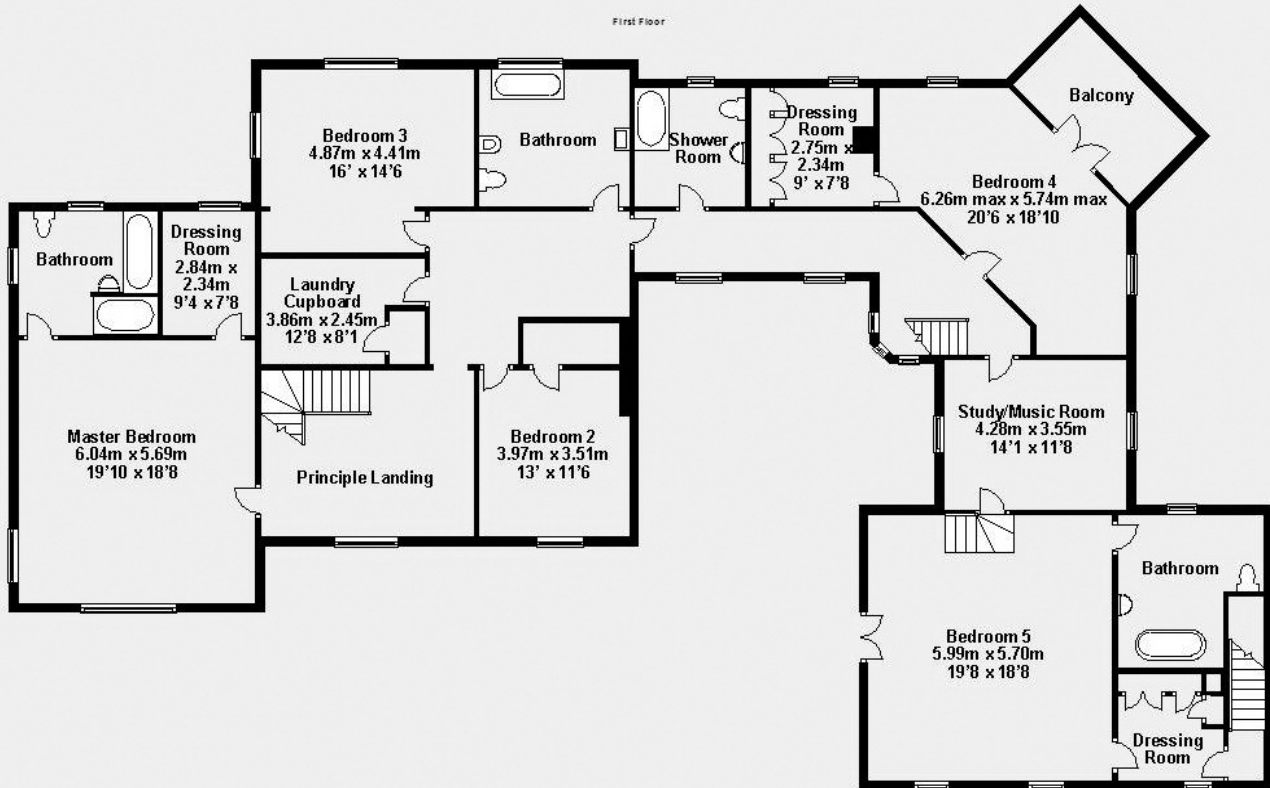 First Floor
Balcony
Bedroom 3
4.87m x 4.41m
16' x 14'6
Bathroom
Shower
Room
Dressing
Room
2.75m x
2.34m
9' x 7'8
Bedroom 4
6.26m max x 5.74m max
20'6 x 18'10
Bathroom
Dressing
Room
2.84m x
2.34m
9'4 x 7'8
Laundry
Cupboard
3.86m x 2.45m
12'8 x 8'1
Master Bedroom
6.04m x 5.69m
19'10 x 18'8
Principle Landing
Bedroom 2
3.97m x 3.51m
13' x 11'6
Study/Music Room
4.28m x 3.55m
14'1 x 11'8
Bathroom
Bedroom 5
5.99m x 5.70m
19'8 x 18'8
Dressing
Room